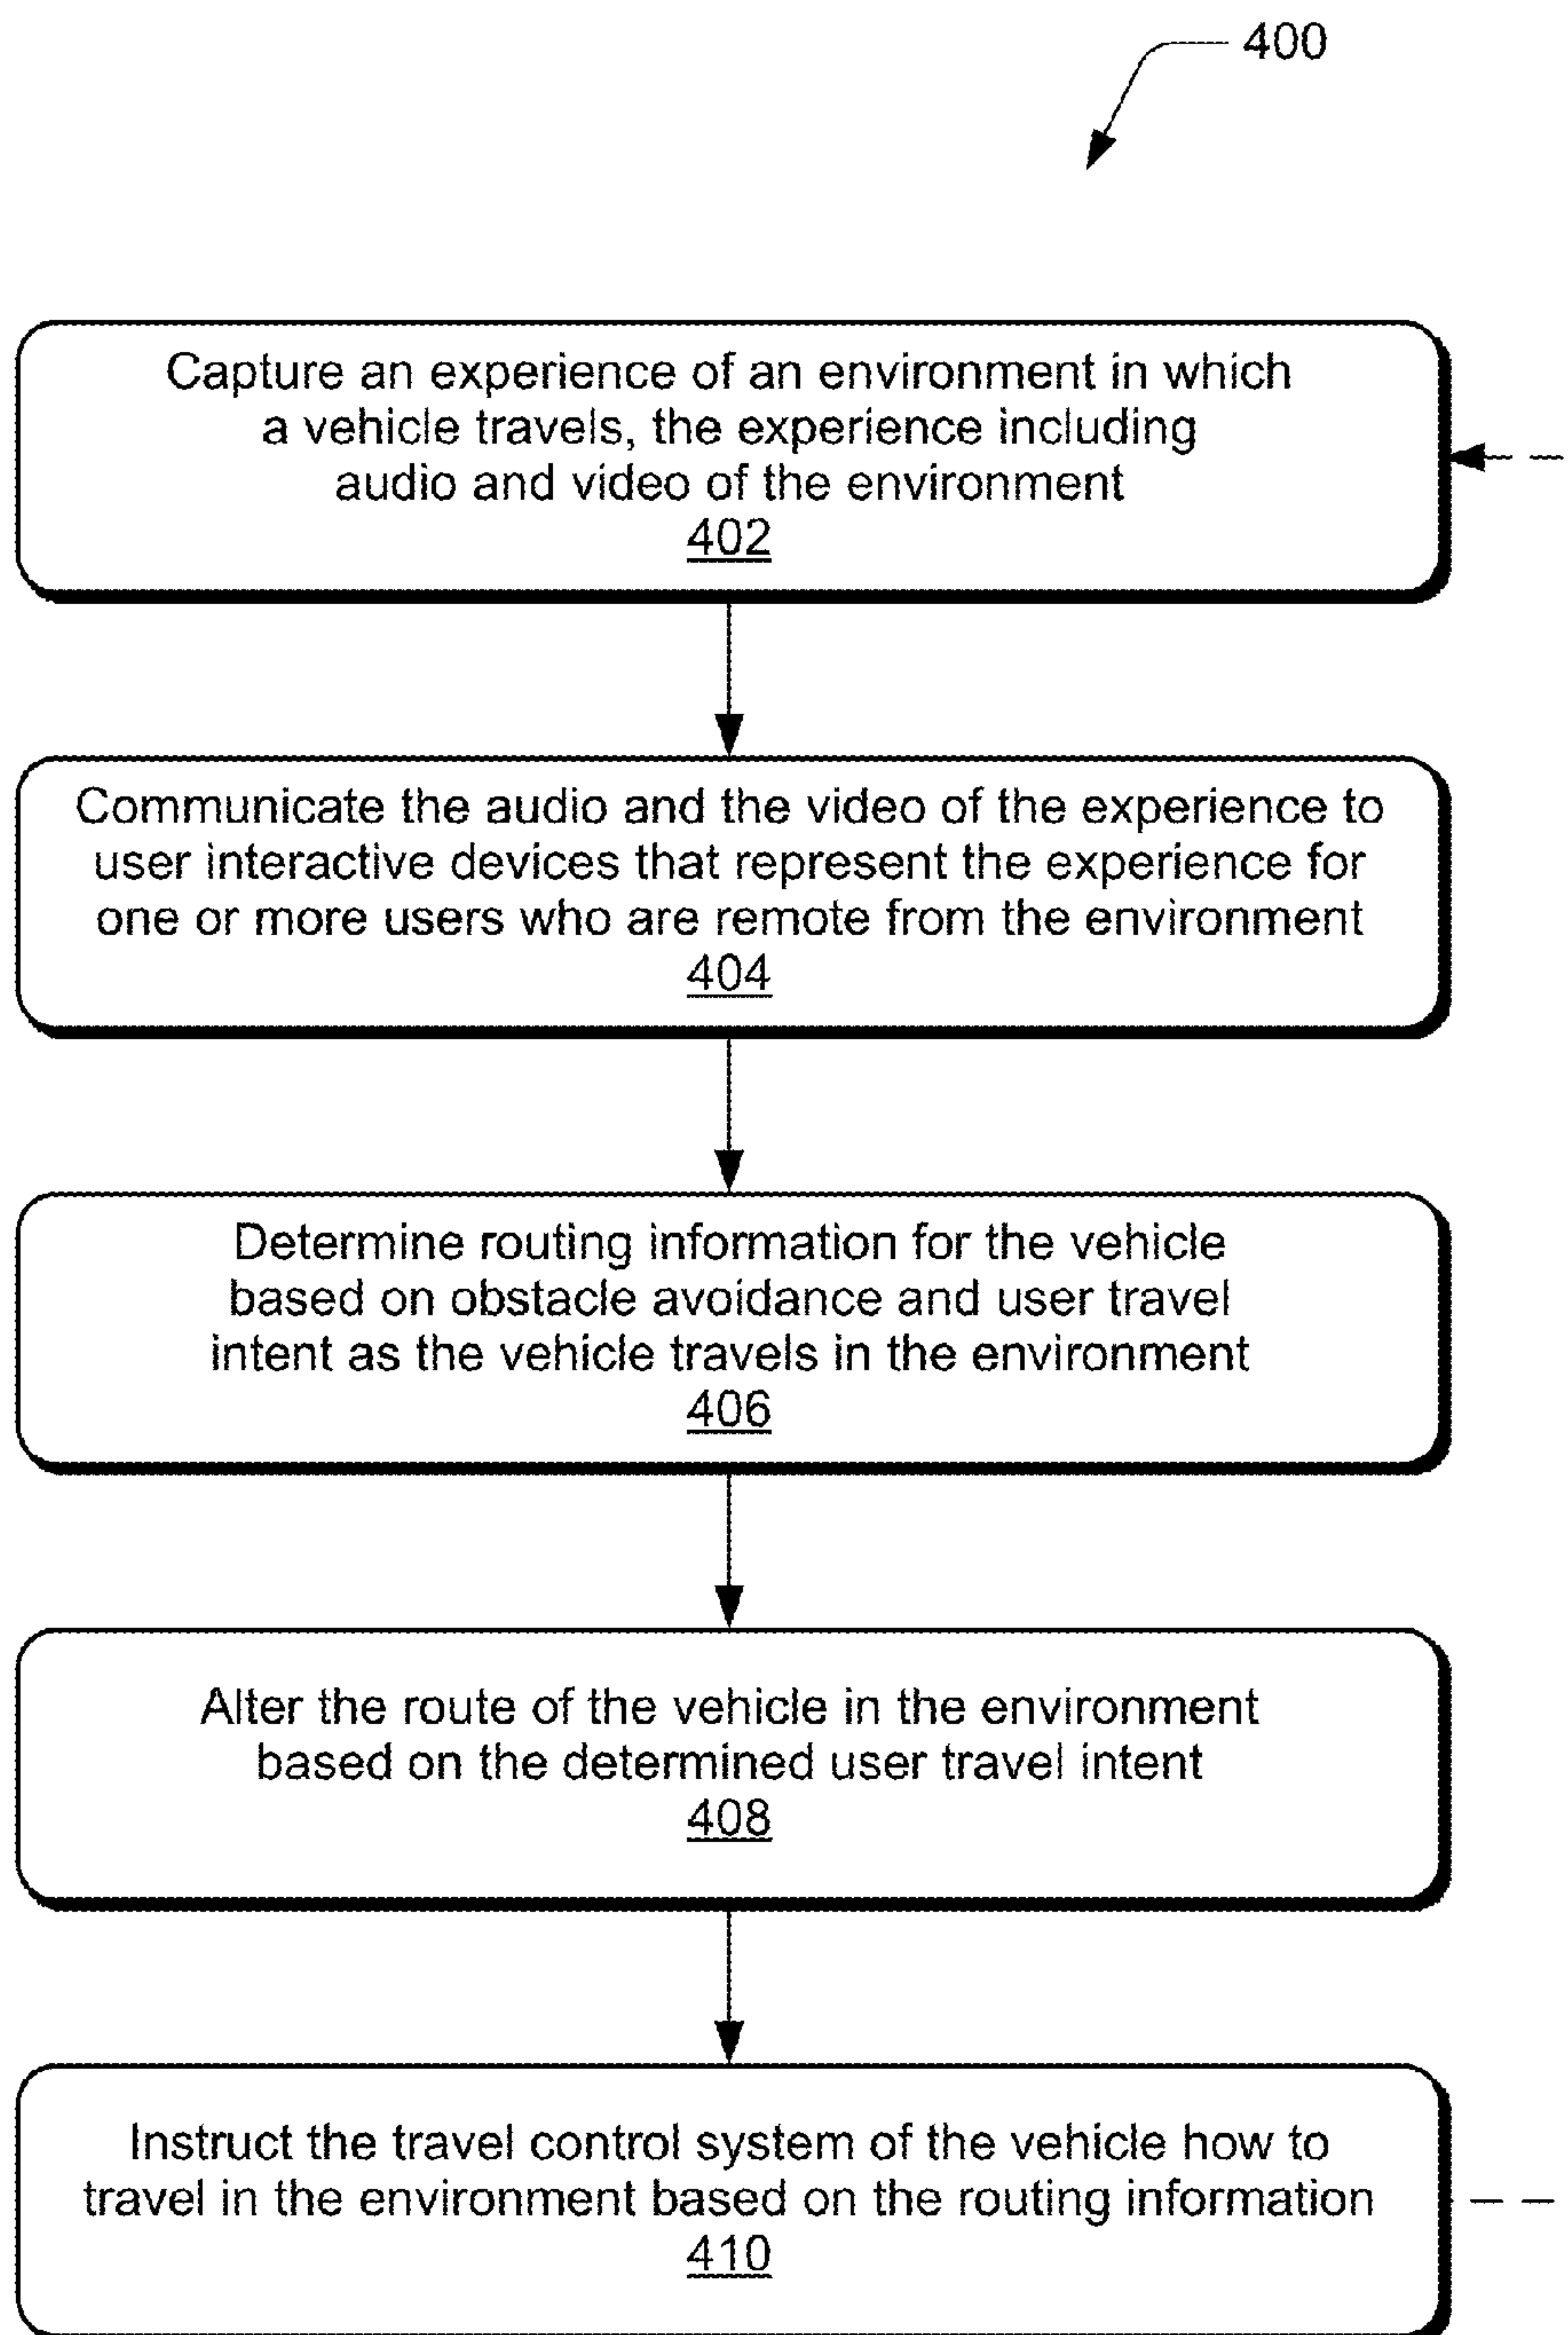 400
Capture an experience of an environment in which
a vehicle travels, the experience including
audio and video of the environment
402
Communicate the audio and the video of the experience to
user interactive devices that represent the experience for
one or more users who are remote from the environment
404
Determine routing information for the vehicle
based on obstacle avoidance and user travel
intent as the vehicle travels in the environment
406
Alter the route of the vehicle in the environment
based on the determined user travel intent
408
Instruct the travel control system of the vehicle how to
travel in the environment based on the routing information
410